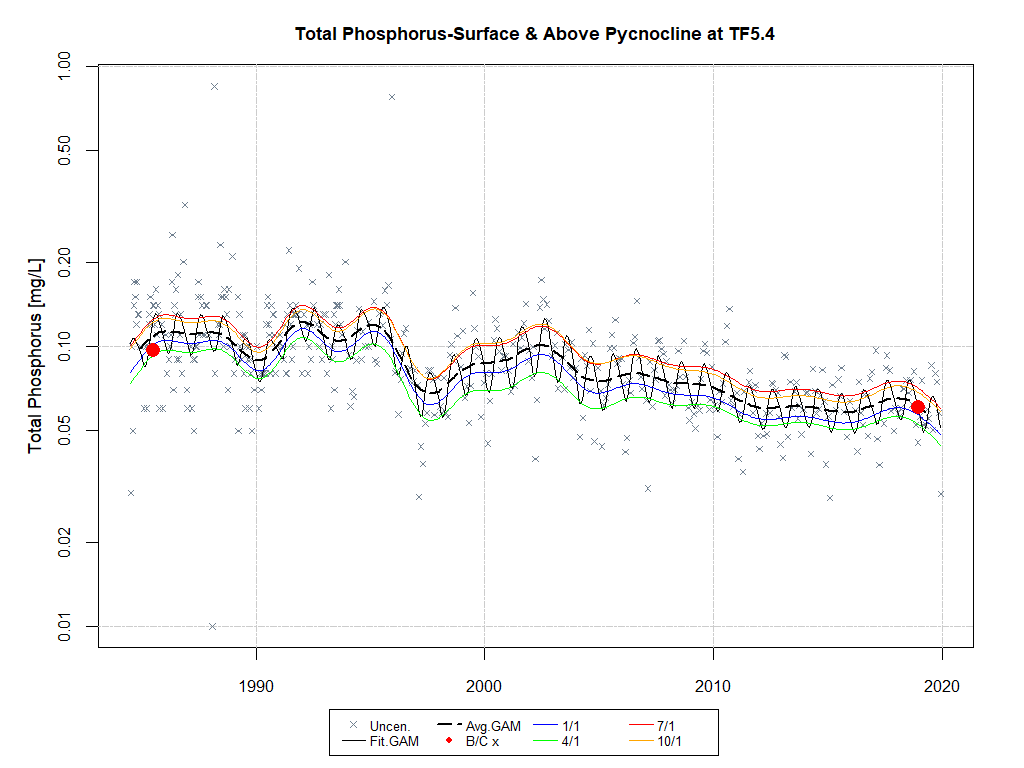 Total Phosphorus-Surface & Above Pycnocline at TF5.4
Total Phosphorus [mg/L]
1.00
0.50
0.20
0.10
0.05
0.02
0.01
1990 2000 2010 2020
Uncen. Avg.GAM 1/1 7/1
Fit.GAM B/C x 4/1 10/1